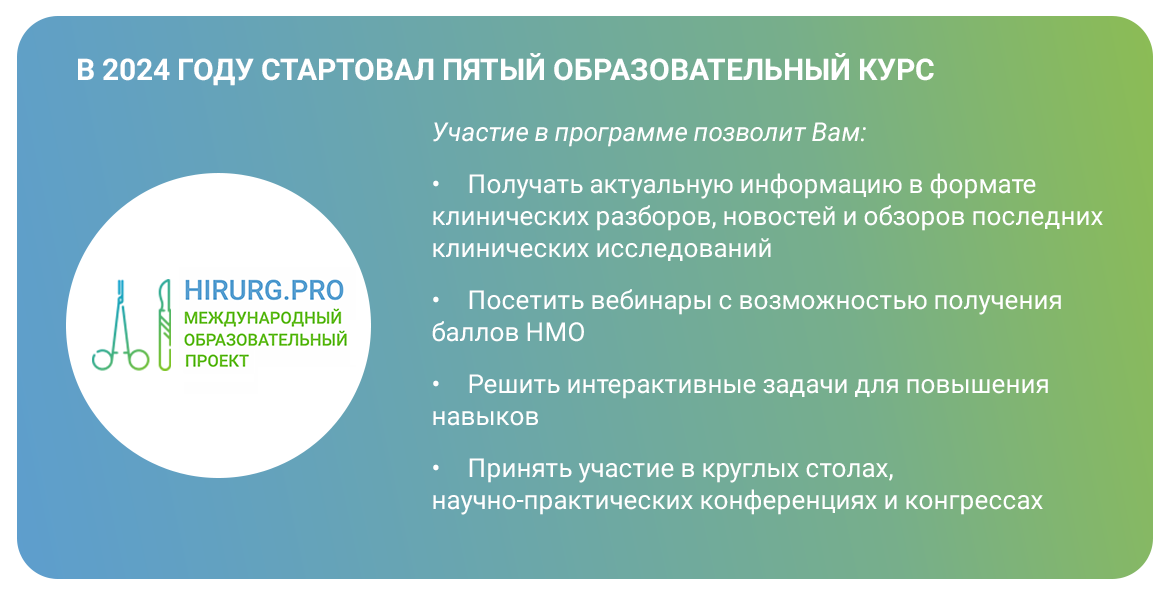 В 2024 ГОДУ СТАРТОВАЛ ПЯТЫЙ ОБРАЗОВАТЕЛЬНЫЙ КУРС
HIRURG.PRO
МЕЖДУНАРОДНЫЙ
ОБРАЗОВАТЕЛЬНЫЙ
ПРОЕКТ
Участие в программе позволит Вам:
• Получать актуальную информацию в формате
клинических разборов, новостей и обзоров последних
клинических исследований
• Посетить вебинары с возможностью получения
баллов НМО
• Решить интерактивные задачи для повышения
навыков
• Принять участие в круглых столах,
научно-практических конференциях и конгрессах